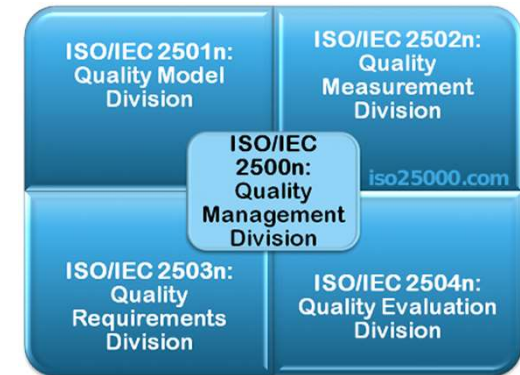 ISO/IEC 2501n:
Quality Model
Division
ISO/IEC 2502n:
Quality
Measurement
Division
ISO/IEC
2500n:
Quality
Management
Division
iso25000.com
ISO/IEC 2503n:
Quality
Requirements
Division
ISO/IEC 2504n:
Quality Evaluation
Division